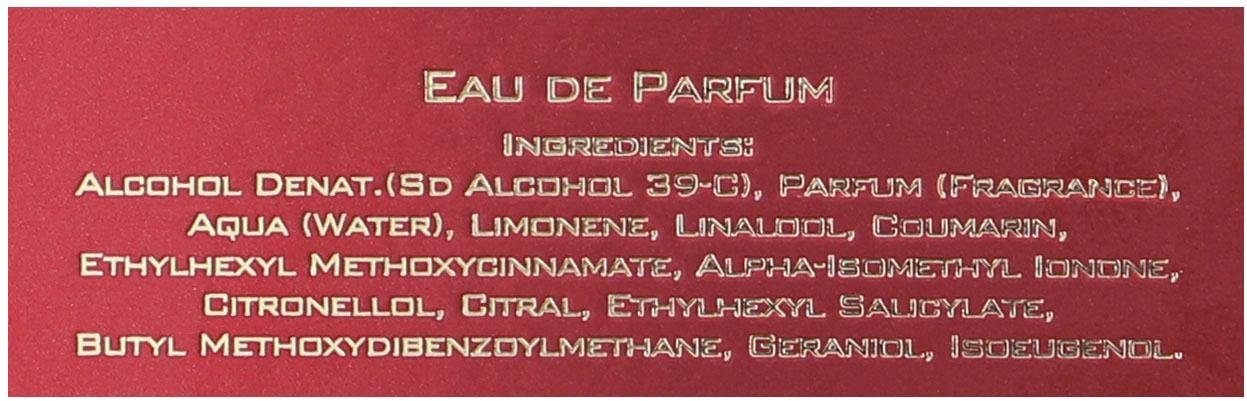 EAU DE PARFUM
INGREDIENTS:
ALCOHOL DENAT.(SD ALCOHOL 39-C), PARFUM (FRAGRANCE),
AQUA (WATER), LIMONENE, LINALOOL, COUMARIN,
ETHYLHEXYL METHOXYCINNAMATE, ALPHA-ISOMETHYL IONONE,
CITRONELLOL, CITRAL, ETHYLHEXYL SALICYLATE,
BUTYL METHOXYDIBENZOYLMETHANE, GERANIOL, ISOEUGENOL.